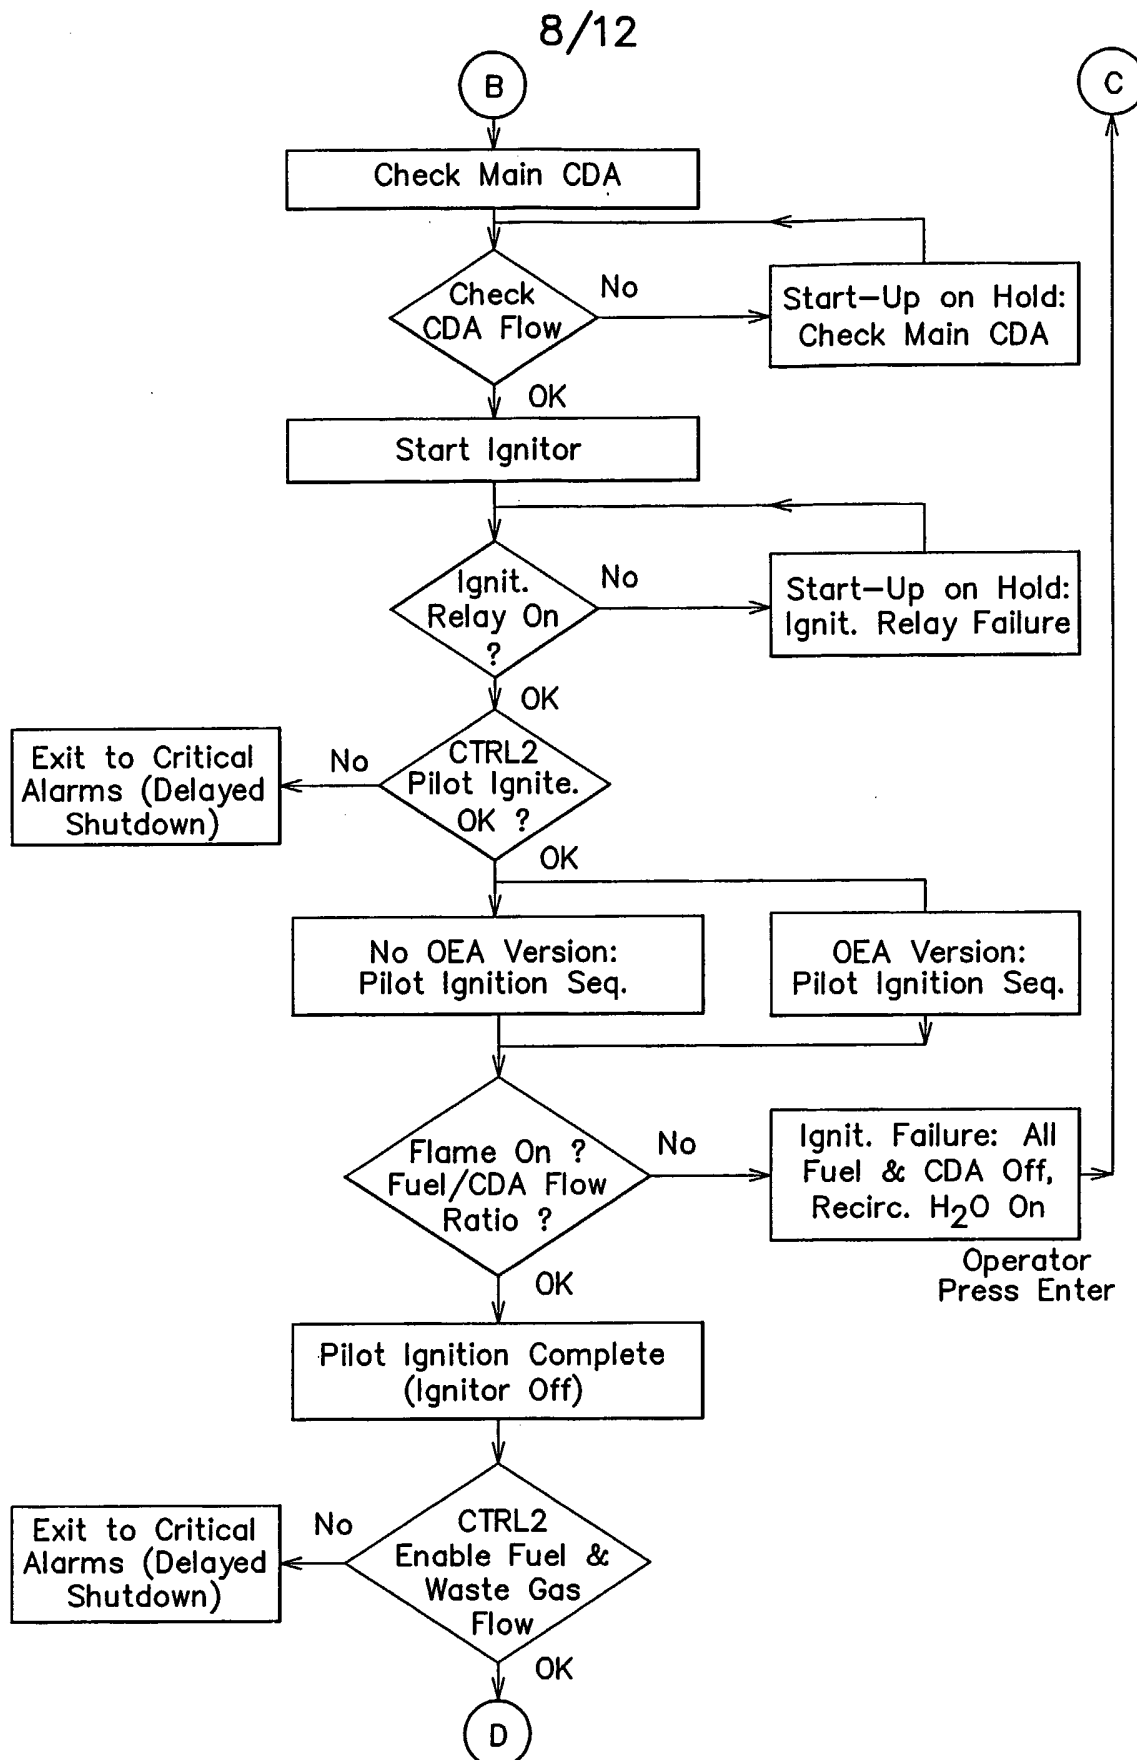 8/12
B
C
Check Main CDA
Check
CDA Flow
No
Start-Up on Hold:
Check Main CDA
OK
Start Ignitor
Ignit.
Relay On
?
No
Start-Up on Hold:
Ignit. Relay Failure
OK
Exit to Critical
Alarms (Delayed
Shutdown)
No
CTRL2
Pilot Ignite.
OK ?
OK
No OEA Version:
Pilot Ignition Seq.
OEA Version:
Pilot Ignition Seq.
Flame On ?
Fuel/CDA Flow
Ratio ?
No
Ignit. Failure: All
Fuel & CDA Off,
Recirc. H2O On
Operator
Press Enter
OK
Pilot Ignition Complete
(Ignitor Off)
Exit to Critical
Alarms (Delayed
Shutdown)
No
CTRL2
Enable Fuel &
Waste Gas
Flow
OK
D